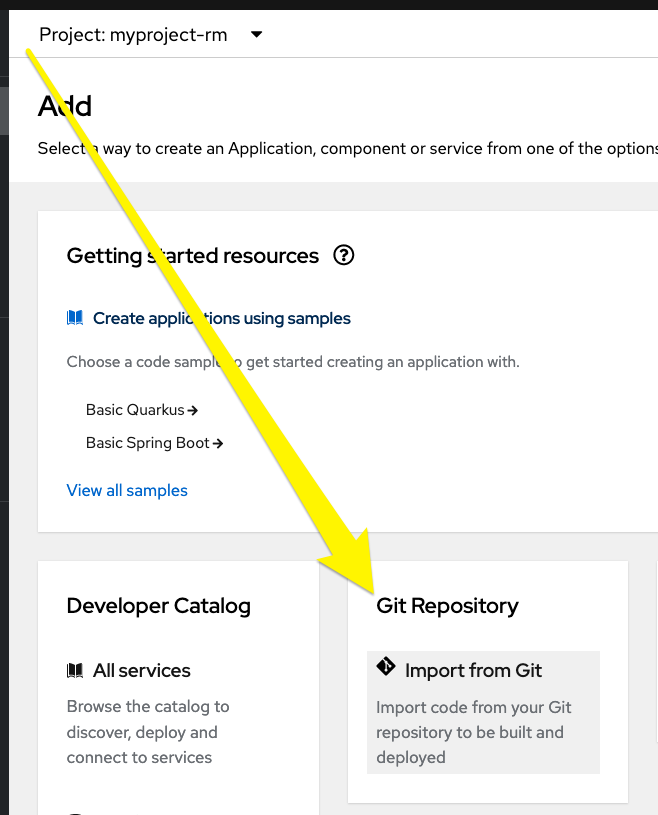 Project: myproject-rm
Add
Select a way to create an Application, component or service from one of the options
Getting started resources
Create applications using samples
Choose a code sample to get started creating an application with.
Basic Quarkus
Basic Spring Boot
View all samples
Developer Catalog
All services
Browse the catalog to
discover, deploy and
connect to services
Git Repository
Import from Git
Import code from your Git
repository to be built and
deployed